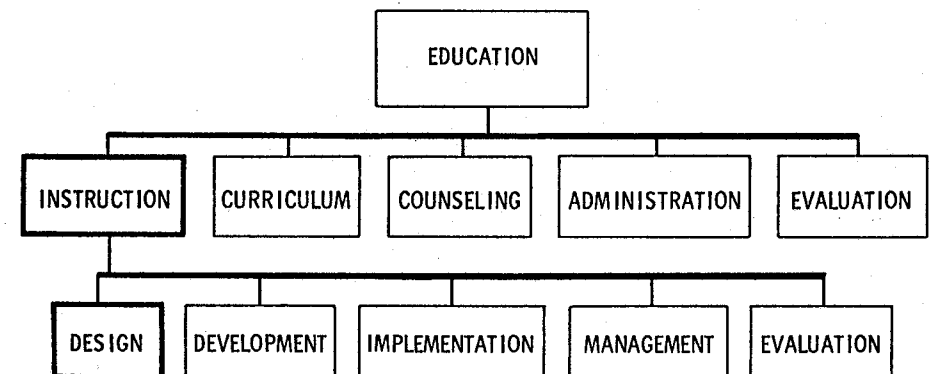 EDUCATION
INSTRUCTION CURRICULUM COUNSELING ADMINISTRATION EVALUATION
DESIGN DEVELOPMENT IMPLEMENTATION MANAGEMENT EVALUATION